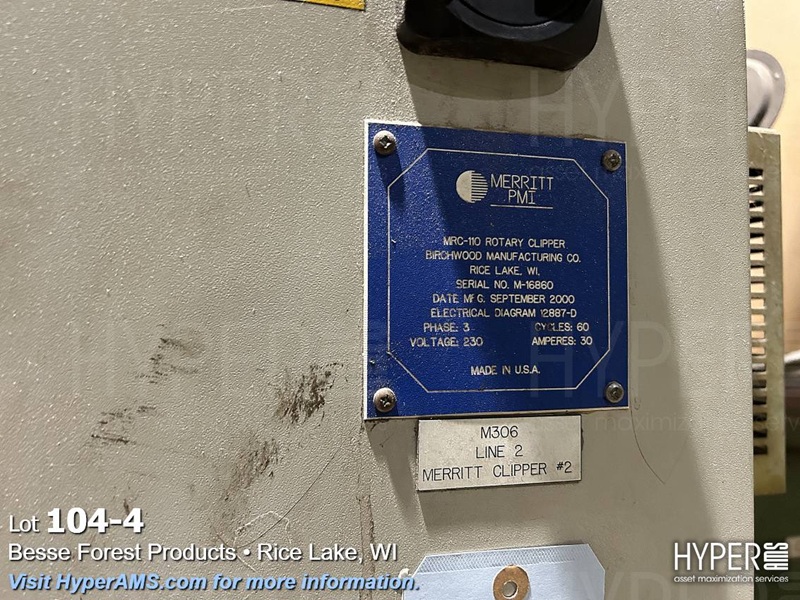 MERRITT
PMI
MRC-110 ROTARY CLIPPER
BIRCHWOOD MANUFACTURING CO.
RICE LAKE, WI.
SERIAL NO. M-16860
DATE MFG. SEPTEMBER 2000
ELECTRICAL DIAGRAM 12887-D
PHASE: 3 CYCLES: 60
VOLTAGE: 230 AMPERES: 30
MADE IN U.S.A.
M306
LINE 2
MERRITT CLIPPER #2
Lot 104-4
Besse Forest Products • Rice Lake, WI
Visit HyperAMS.com for more information.
HYPER AMS
asset maximization services